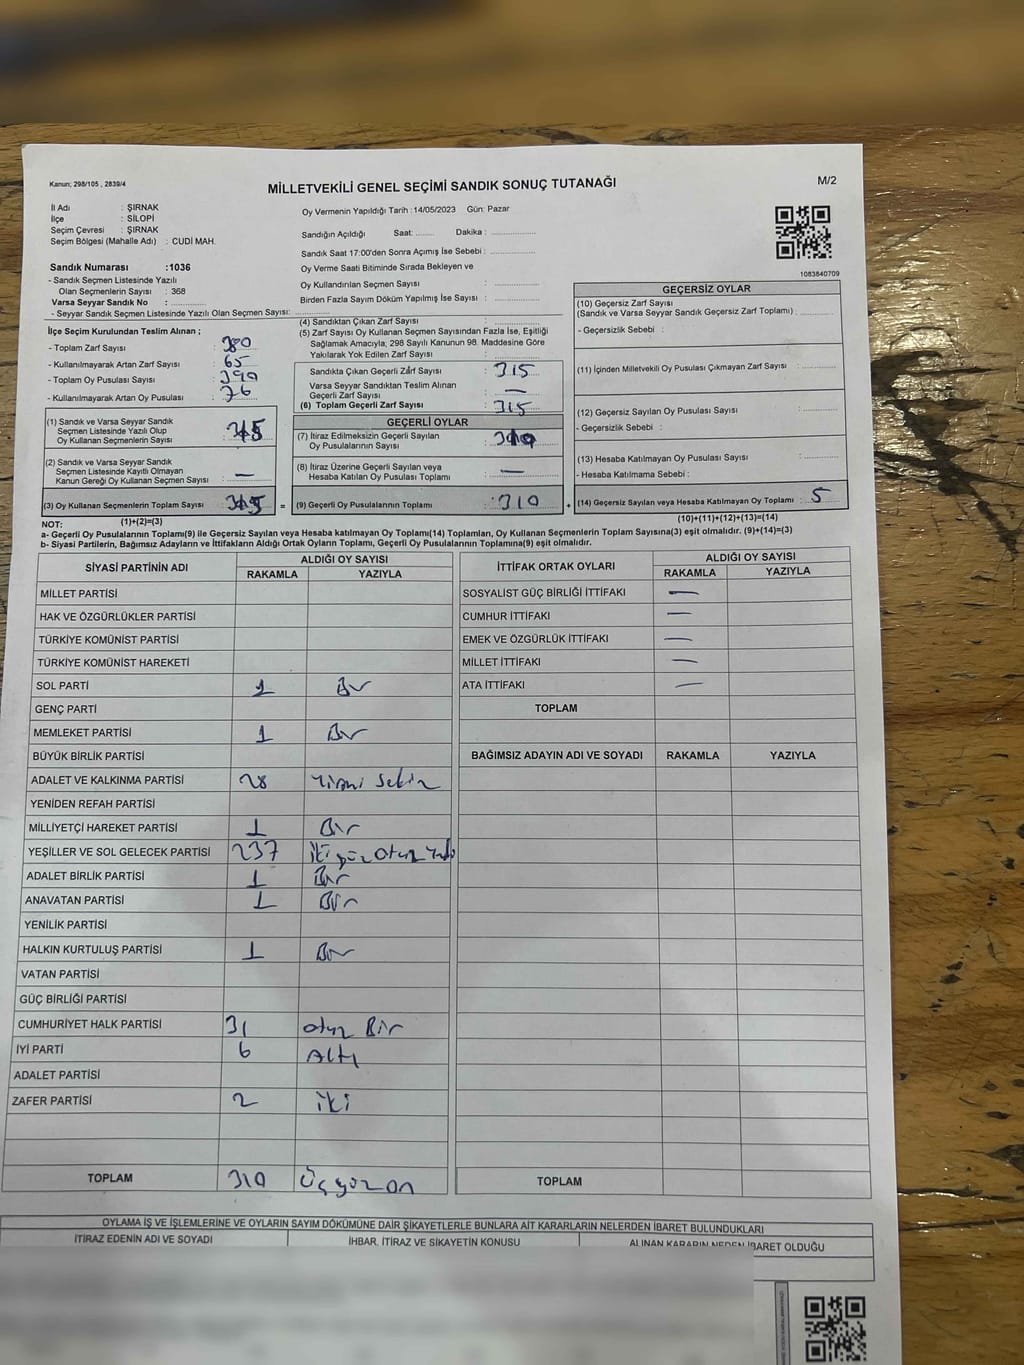 Kanun; 298/105 , 2839/4
MİLLETVEKİLİ GENEL SEÇİMİ SANDIK SONUÇ TUTANAĞI
M/2
İl Adı : ŞIRNAK
İlçe : SİLOPİ
Seçim Çevresi : ŞIRNAK
Seçim Bölgesi (Mahalle Adı) : CUDİ MAH.
Sandık Numarası :1036
- Sandık Seçmen Listesinde Yazılı
Olan Seçmenlerin Sayısı : 368
Varsa Seyyar Sandık No :
- Seyyar Sandık Seçmen Listesinde Yazılı Olan Seçmen Sayısı:
Oy Vermenin Yapıldığı Tarih :14/05/2023 Gün: Pazar
Sandığın Açıldığı Saat: Dakika :
Sandık Saat 17:00'den Sonra Açımış İse Sebebi :
Oy Verme Saati Bitiminde Sırada Bekleyen ve
Oy Kullandırılan Seçmen Sayısı :
Birden Fazla Sayım Döküm Yapılmış İse Sayısı :
1083840709
İlçe Seçim Kurulundan Teslim Alınan ;
- Toplam Zarf Sayısı : 380
- Kullanılmayarak Artan Zarf Sayısı : 65
- Toplam Oy Pusulası Sayısı :
- Kullanılmayarak Artan Oy Pusulası : 76
(1) Sandık ve Varsa Seyyar Sandık
Seçmen Listesinde Yazılı Olup
Oy Kullanan Seçmenlerin Sayısı :
(2) Sandık ve Varsa Seyyar Sandık
Seçmen Listesinde Kayıtlı Olmayan
Kanun Gereği Oy Kullanan Seçmen Sayısı : —
(3) Oy Kullanan Seçmenlerin Toplam Sayısı :
(4) Sandıktan Çıkan Zarf Sayısı :
(5) Zarf Sayısı Oy Kullanan Seçmen Sayısından Fazla İse, Eşitliği
Sağlamak Amacıyla, 298 Sayılı Kanunun 98. Maddesine Göre
Yakılarak Yok Edilen Zarf Sayısı :
Sandıkta Çıkan Geçerli Zarf Sayısı : 315
Varsa Seyyar Sandıktan Teslim Alınan
Geçerli Zarf Sayısı : —
(6) Toplam Geçerli Zarf Sayısı : 315
GEÇERLİ OYLAR
(7) İtiraz Edilmeksizin Geçerli Sayılan
Oy Pusulalarının Sayısı :
(8) İtiraz Üzerine Geçerli Sayılan veya
Hesaba Katılan Oy Pusulaları Toplamı : —
= (9) Geçerli Oy Pusulalarının Toplamı : 310
GEÇERSİZ OYLAR
(10) Geçersiz Zarf Sayısı
(Sandık ve Varsa Seyyar Sandık Geçersiz Zarf Toplamı) :
- Geçersizlik Sebebi :
(11) İçinden Milletvekili Oy Pusulası Çıkmayan Zarf Sayısı :
(12) Geçersiz Sayılan Oy Pusulası Sayısı :
- Geçersizlik Sebebi :
(13) Hesaba Katılmayan Oy Pusulası Sayısı :
- Hesaba Katılmama Sebebi :
+ (14) Geçersiz Sayılan veya Hesaba Katılmayan Oy Toplamı : 5
(1)+(2)=(3)
(10)+(11)+(12)+(13)=(14)
NOT:
a- Geçerli Oy Pusulalarının Toplamı(9) ile Geçersiz Sayılan veya Hesaba katılmayan Oy Toplamı(14) Toplamları, Oy Kullanan Seçmenlerin Toplam Sayısına(3) eşit olmalıdır. (9)+(14)=(3)
b- Siyasi Partilerin, Bağımsız Adayların ve İttifakların Aldığı Ortak Oyların Toplamı, Geçerli Oy Pusulalarının Toplamına(9) eşit olmalıdır.
SİYASİ PARTİNİN ADI ALDIĞI OY SAYISI
RAKAMLA YAZIYLA
MİLLET PARTİSİ
HAK VE ÖZGÜRLÜKLER PARTİSİ
TÜRKİYE KOMÜNİST PARTİSİ
TÜRKİYE KOMÜNİST HAREKETİ
SOL PARTİ 1 Bir
GENÇ PARTİ
MEMLEKET PARTİSİ 1 Bir
BÜYÜK BİRLİK PARTİSİ
ADALET VE KALKINMA PARTİSİ 28 Yirmi Sekiz
YENİDEN REFAH PARTİSİ
MİLLİYETÇİ HAREKET PARTİSİ 1 Bir
YEŞİLLER VE SOL GELECEK PARTİSİ 237 İki yüz Otuz Yedi
ADALET BİRLİK PARTİSİ 1 Bir
ANAVATAN PARTİSİ 1 Bir
YENİLİK PARTİSİ
HALKIN KURTULUŞ PARTİSİ 1 Bir
VATAN PARTİSİ
GÜÇ BİRLİĞİ PARTİSİ
CUMHURİYET HALK PARTİSİ 31 otuz Bir
İYİ PARTİ 6 Altı
ADALET PARTİSİ
ZAFER PARTİSİ 2 iki
TOPLAM 310 Üçyüz on
İTTİFAK ORTAK OYLARI ALDIĞI OY SAYISI
RAKAMLA YAZIYLA
SOSYALİST GÜÇ BİRLİĞİ İTTİFAKI —
CUMHUR İTTİFAKI —
EMEK VE ÖZGÜRLÜK İTTİFAKI —
MİLLET İTTİFAKI —
ATA İTTİFAKI —
TOPLAM
BAĞIMSIZ ADAYIN ADI VE SOYADI RAKAMLA YAZIYLA
TOPLAM
OYLAMA İŞ VE İŞLEMLERİNE VE OYLARIN SAYIM DÖKÜMÜNE DAİR ŞİKAYETLERLE BUNLARA AİT KARARLARIN NELERDEN İBARET BULUNDUKLARI
İTİRAZ EDENİN ADI VE SOYADI İHBAR, İTİRAZ VE ŞİKAYETİN KONUSU ALINAN KARARIN NEDEN İBARET OLDUĞU